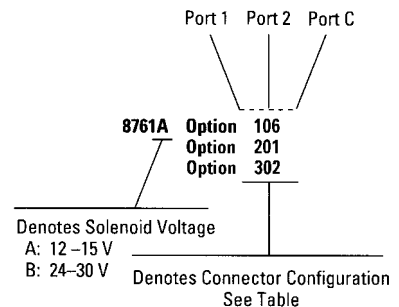 Port 1 Port 2 Port C
8761A Option 106
Option 201
Option 302
Denotes Solenoid Voltage
A: 12–15 V
B: 24–30 V
Denotes Connector Configuration
See Table